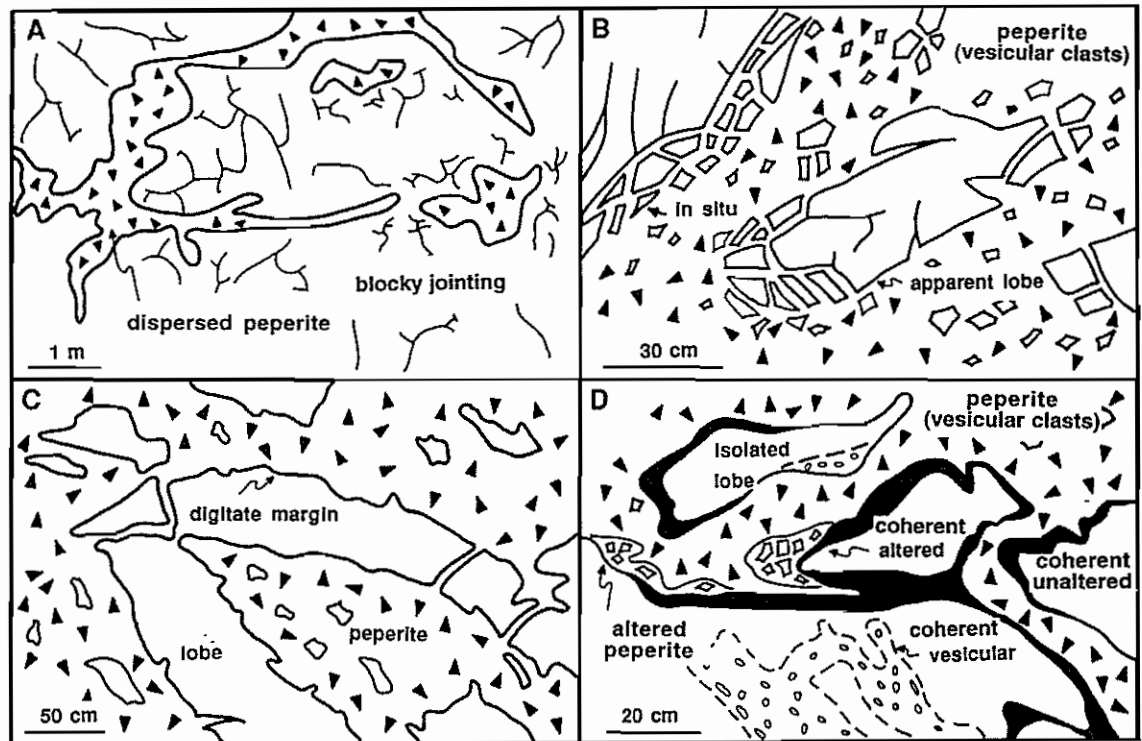 A
blocky jointing
dispersed peperite
1 m
B
peperite
(vesicular clasts)
in situ
apparent lobe
30 cm
C
digitate margin
peperite
lobe
50 cm
D
peperite
(vesicular clasts)
Isolated
lobe
coherent
altered
coherent
unaltered
altered
peperite
coherent
vesicular
20 cm